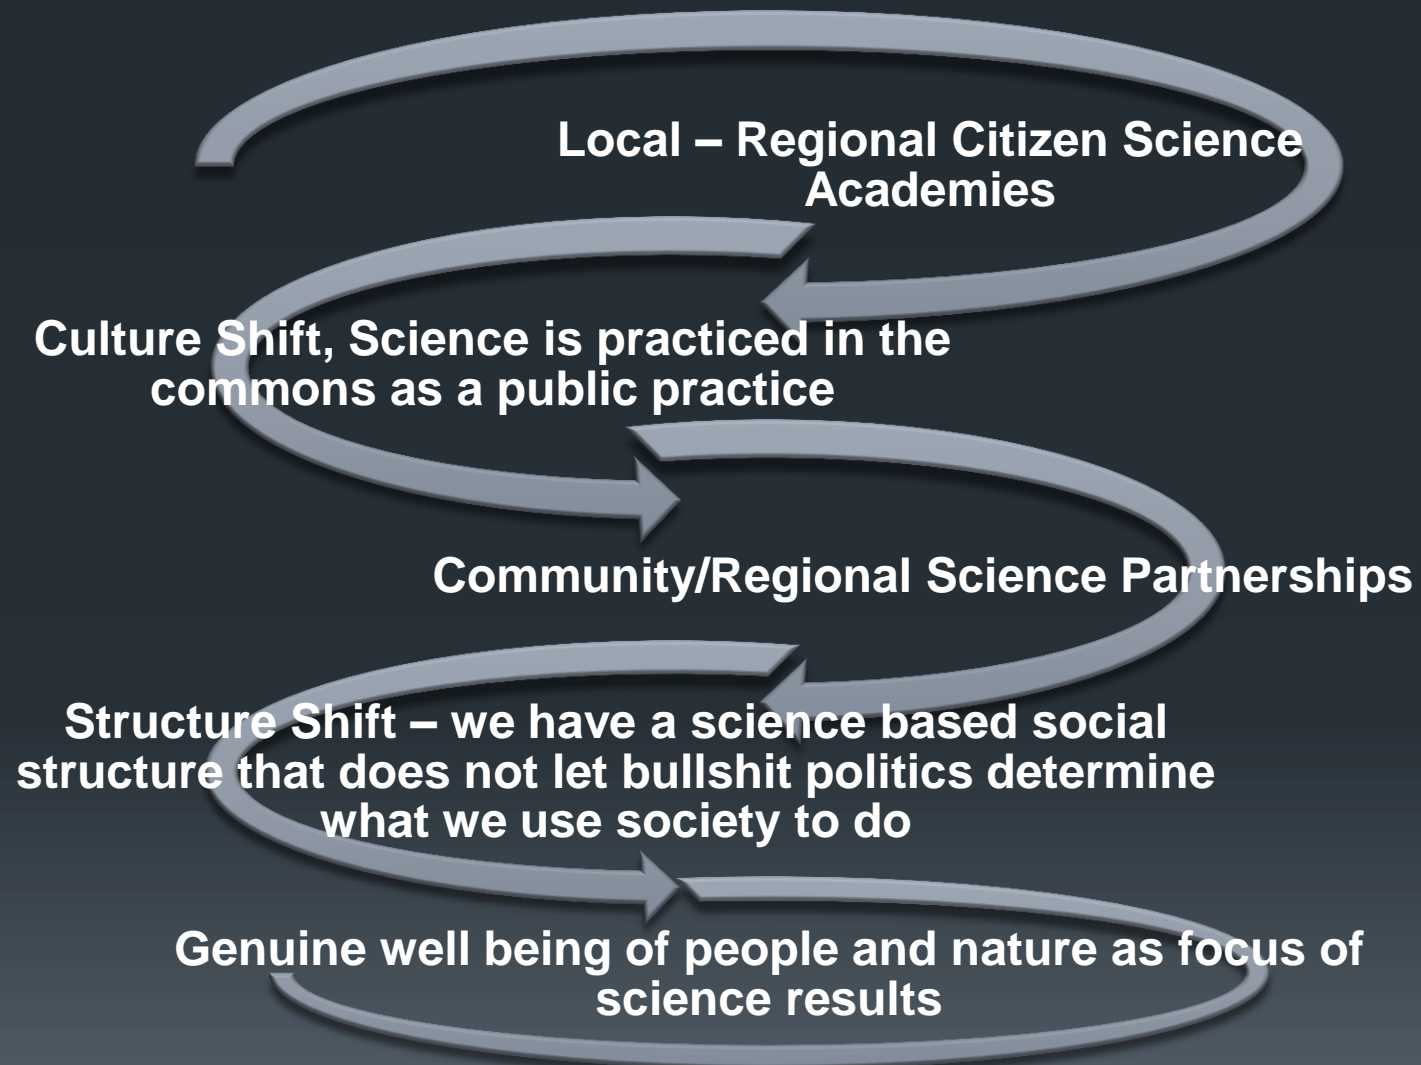 Local – Regional Citizen Science
Academies
Culture Shift, Science is practiced in the
commons as a public practice
Community/Regional Science Partnerships
Structure Shift – we have a science based social
structure that does not let bullshit politics determine
what we use society to do
Genuine well being of people and nature as focus of
science results